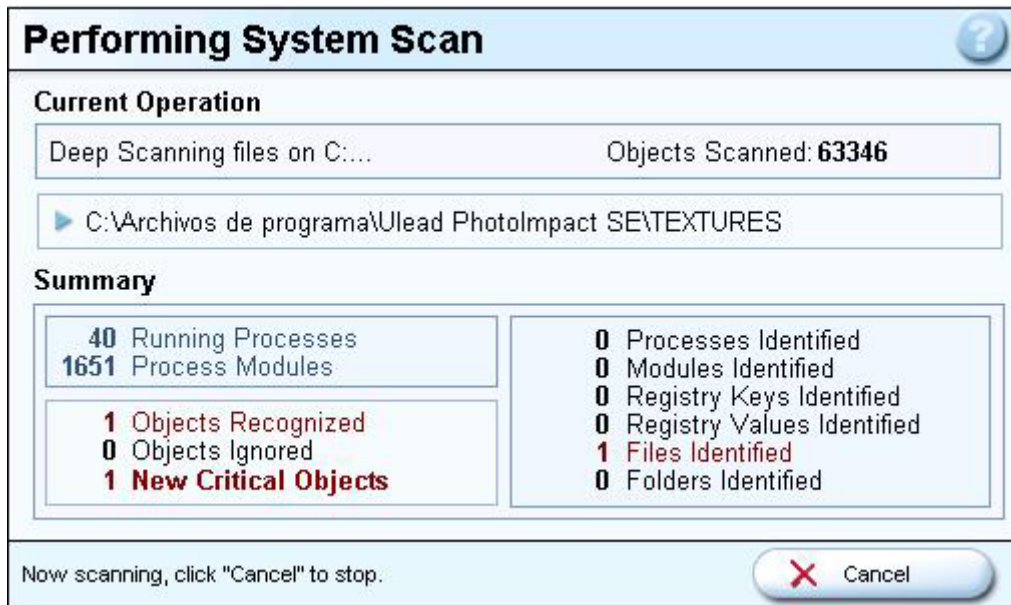 Performing System Scan
?
Current Operation
Deep Scanning files on C:... Objects Scanned: 63346
C:\Archivos de programa\Ulead PhotoImpact SE\TEXTURES
Summary
40 Running Processes
1651 Process Modules
1 Objects Recognized
0 Objects Ignored
1 New Critical Objects
0 Processes Identified
0 Modules Identified
0 Registry Keys Identified
0 Registry Values Identified
1 Files Identified
0 Folders Identified
Now scanning, click "Cancel" to stop.
Cancel